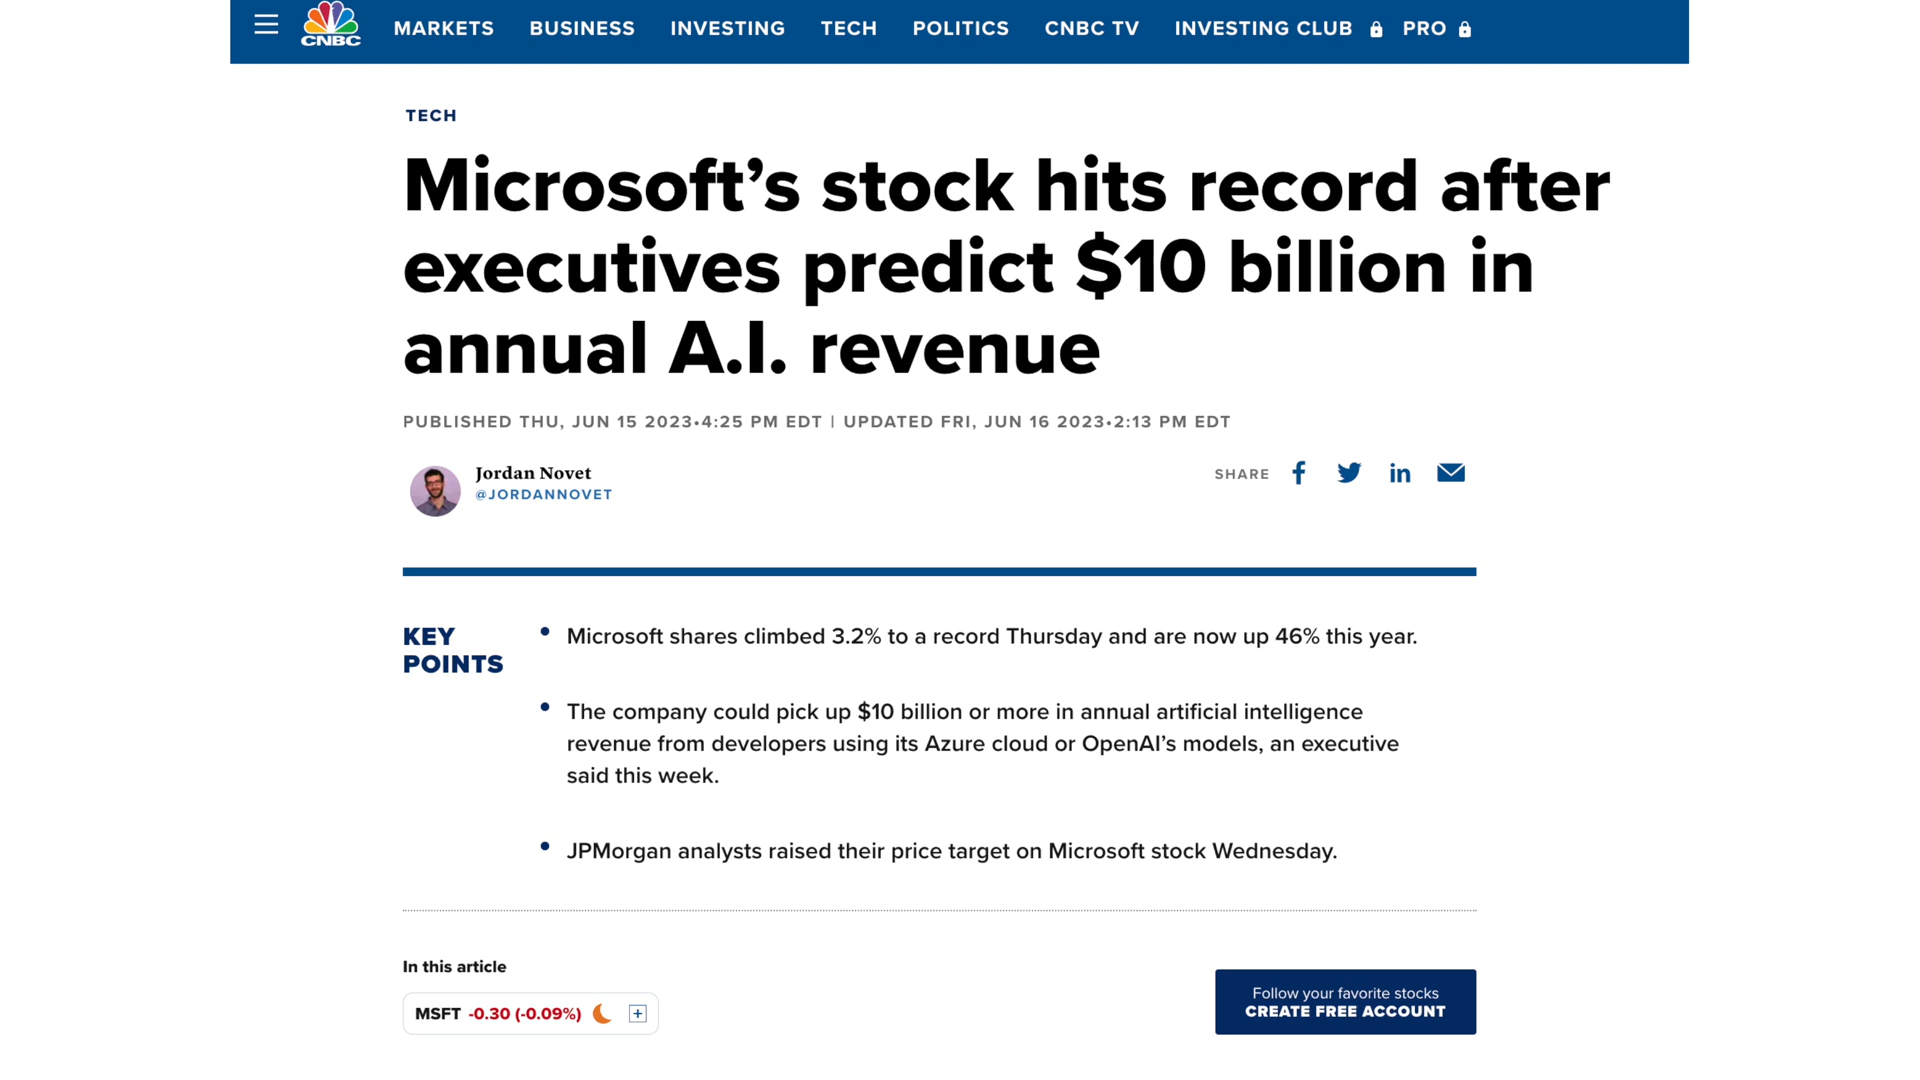 CNBC
MARKETS BUSINESS INVESTING TECH POLITICS CNBC TV INVESTING CLUB PRO
TECH
Microsoft’s stock hits record after
executives predict $10 billion in
annual A.I. revenue
PUBLISHED THU, JUN 15 2023•4:25 PM EDT | UPDATED FRI, JUN 16 2023•2:13 PM EDT
Jordan Novet
@JORDANNOVET
SHARE
KEY
POINTS
• Microsoft shares climbed 3.2% to a record Thursday and are now up 46% this year.
• The company could pick up $10 billion or more in annual artificial intelligence
revenue from developers using its Azure cloud or OpenAI’s models, an executive
said this week.
• JPMorgan analysts raised their price target on Microsoft stock Wednesday.
In this article
MSFT -0.30 (-0.09%)
Follow your favorite stocks
CREATE FREE ACCOUNT